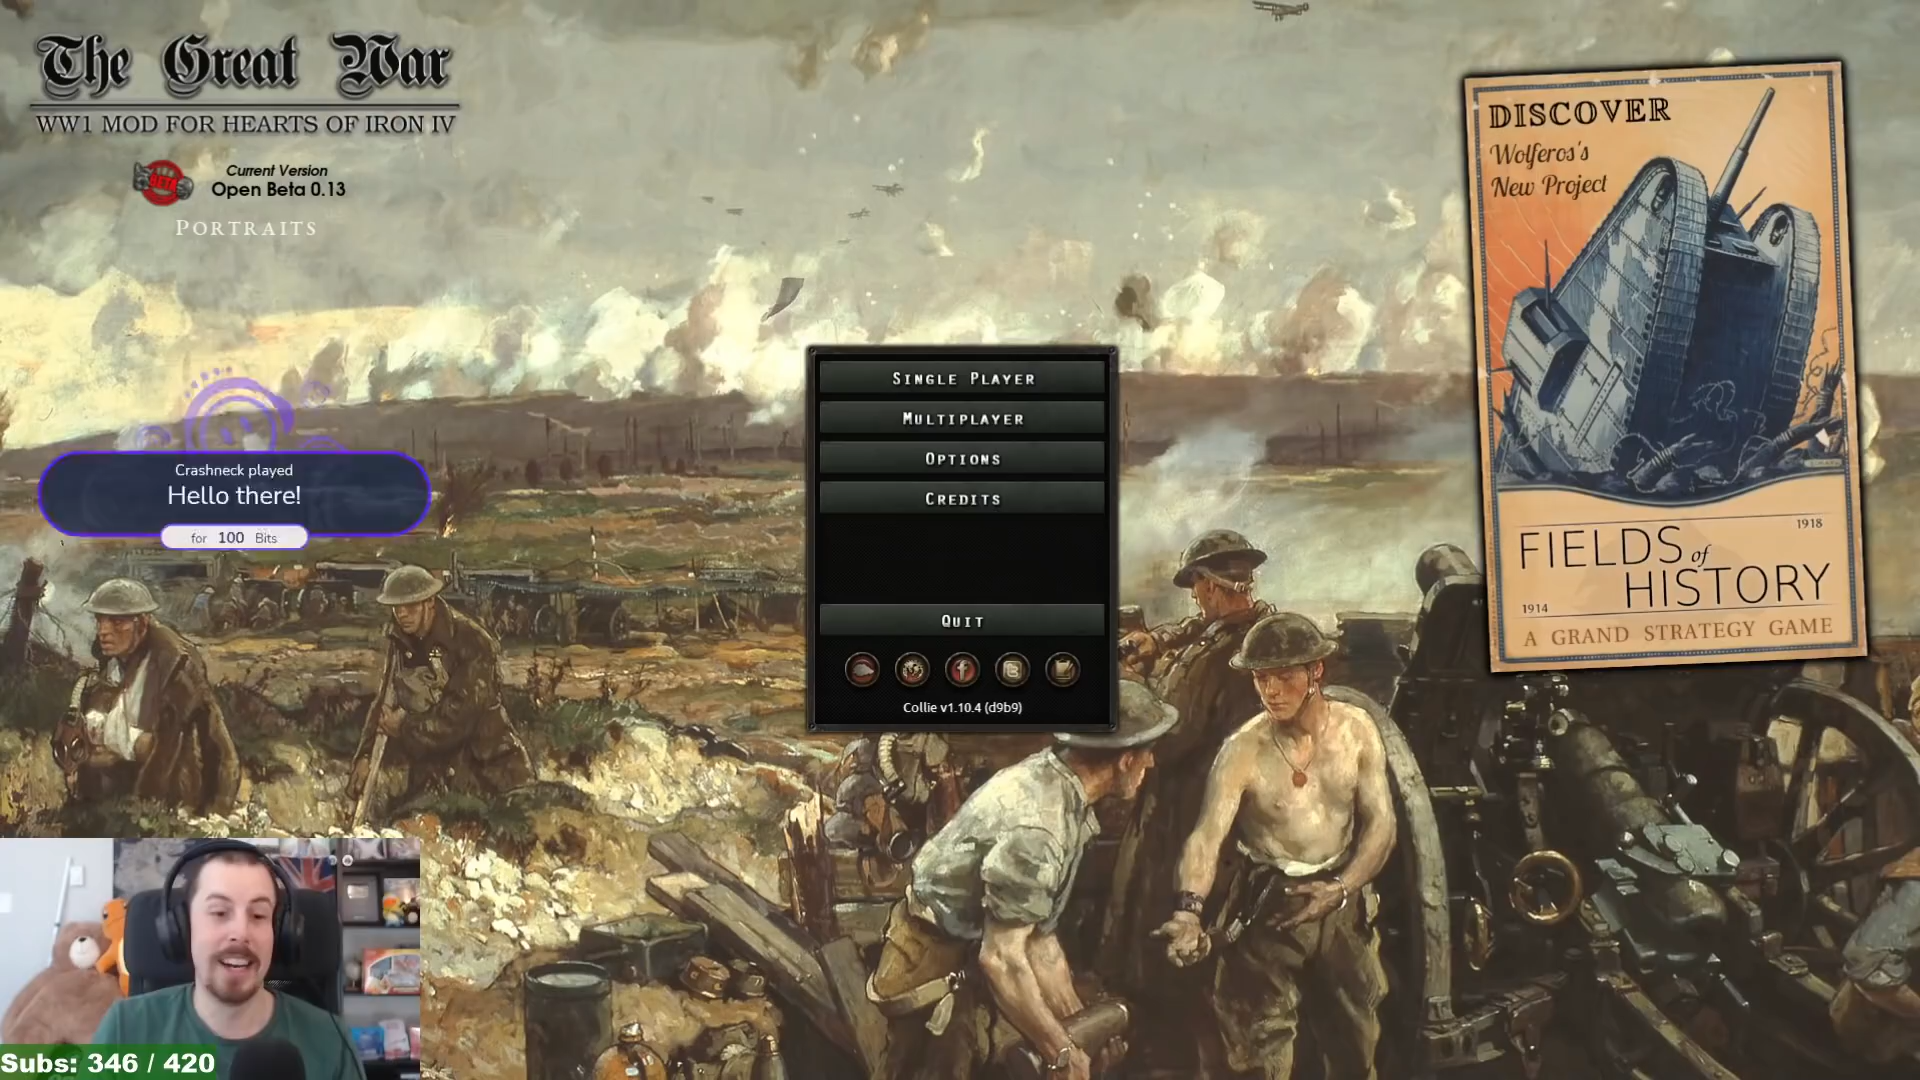 The Great War
WW1 MOD FOR HEARTS OF IRON IV
BETA
Current Version
Open Beta 0.13
PORTRAITS
Crashneck played
Hello there!
for 100 Bits
SINGLE PLAYER
MULTIPLAYER
OPTIONS
CREDITS
QUIT
Collie v1.10.4 (d9b9)
DISCOVER
Wolferos's
New Project
1918
FIELDS of
HISTORY
1914
A GRAND STRATEGY GAME
Subs: 346 / 420